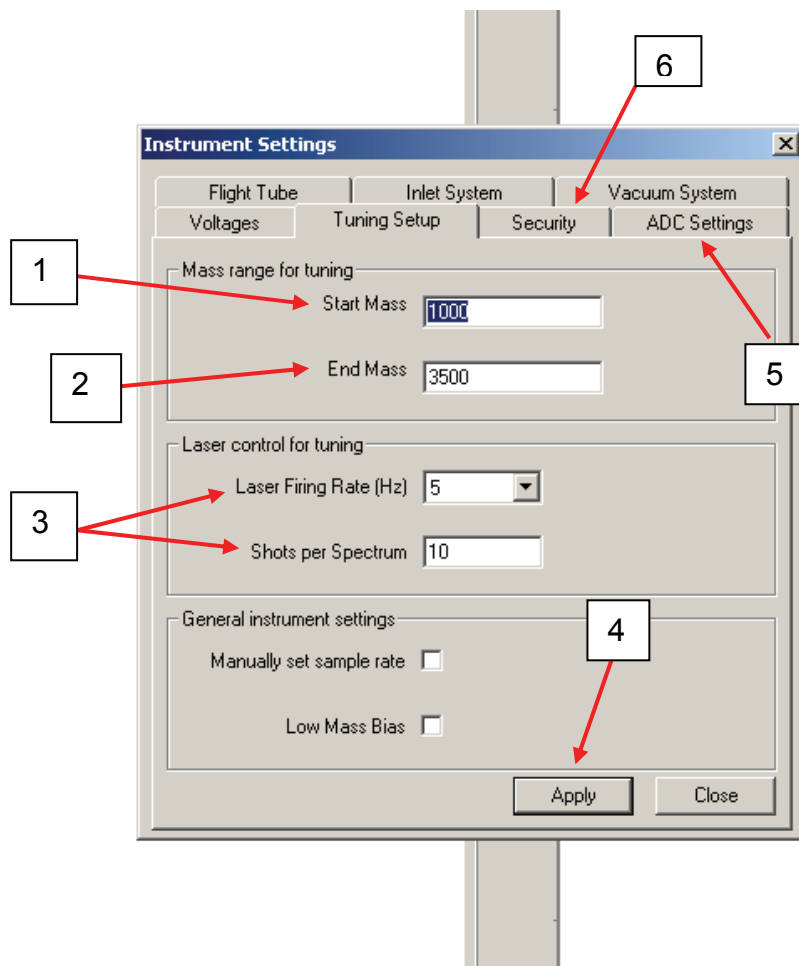 6
Instrument Settings
Flight Tube Inlet System Vacuum System
Voltages Tuning Setup Security ADC Settings
Mass range for tuning
1
Start Mass 1000
2
End Mass 3500
5
Laser control for tuning
Laser Firing Rate (Hz) 5
3
Shots per Spectrum 10
General instrument settings
4
Manually set sample rate
Low Mass Bias
Apply Close